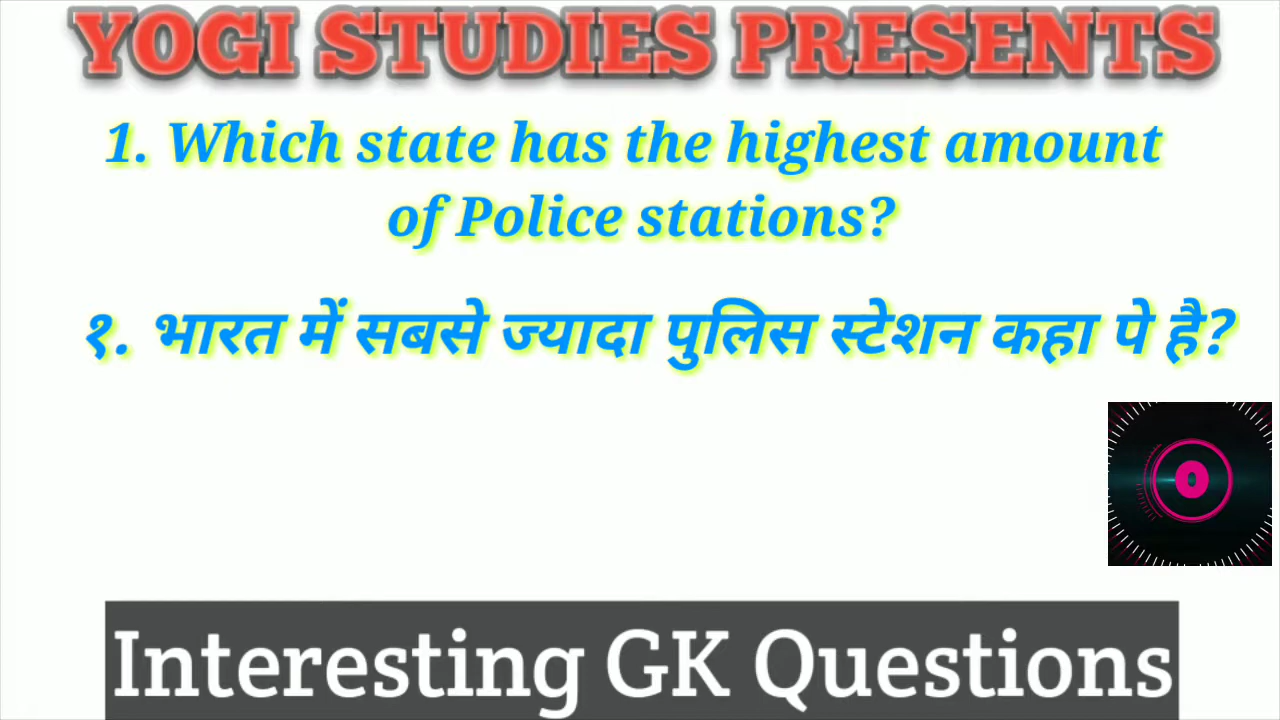 YOGI STUDIES PRESENTS
1. Which state has the highest amount
of Police stations?
१. भारत में सबसे ज्यादा पुलिस स्टेशन कहा पे है?
0
Interesting GK Questions